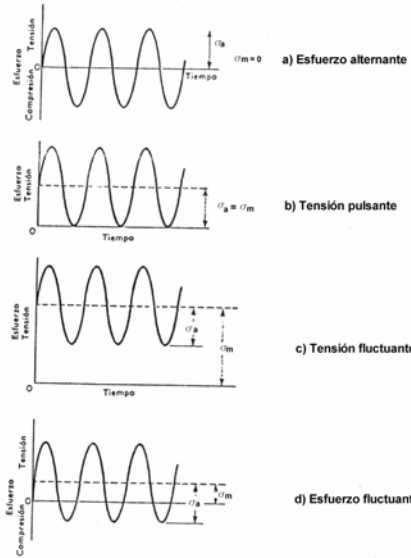 Esfuerzo
Compresión Tensión
O
σa
σm = 0
Tiempo
a) Esfuerzo alternante
Esfuerzo
Tensión
O
σa = σm
Tiempo
b) Tensión pulsante
Esfuerzo
Tensión
O
σa
σm
Tiempo
c) Tensión fluctuante
Esfuerzo
Compresión Tensión
O
σa
σm
d) Esfuerzo fluctuant